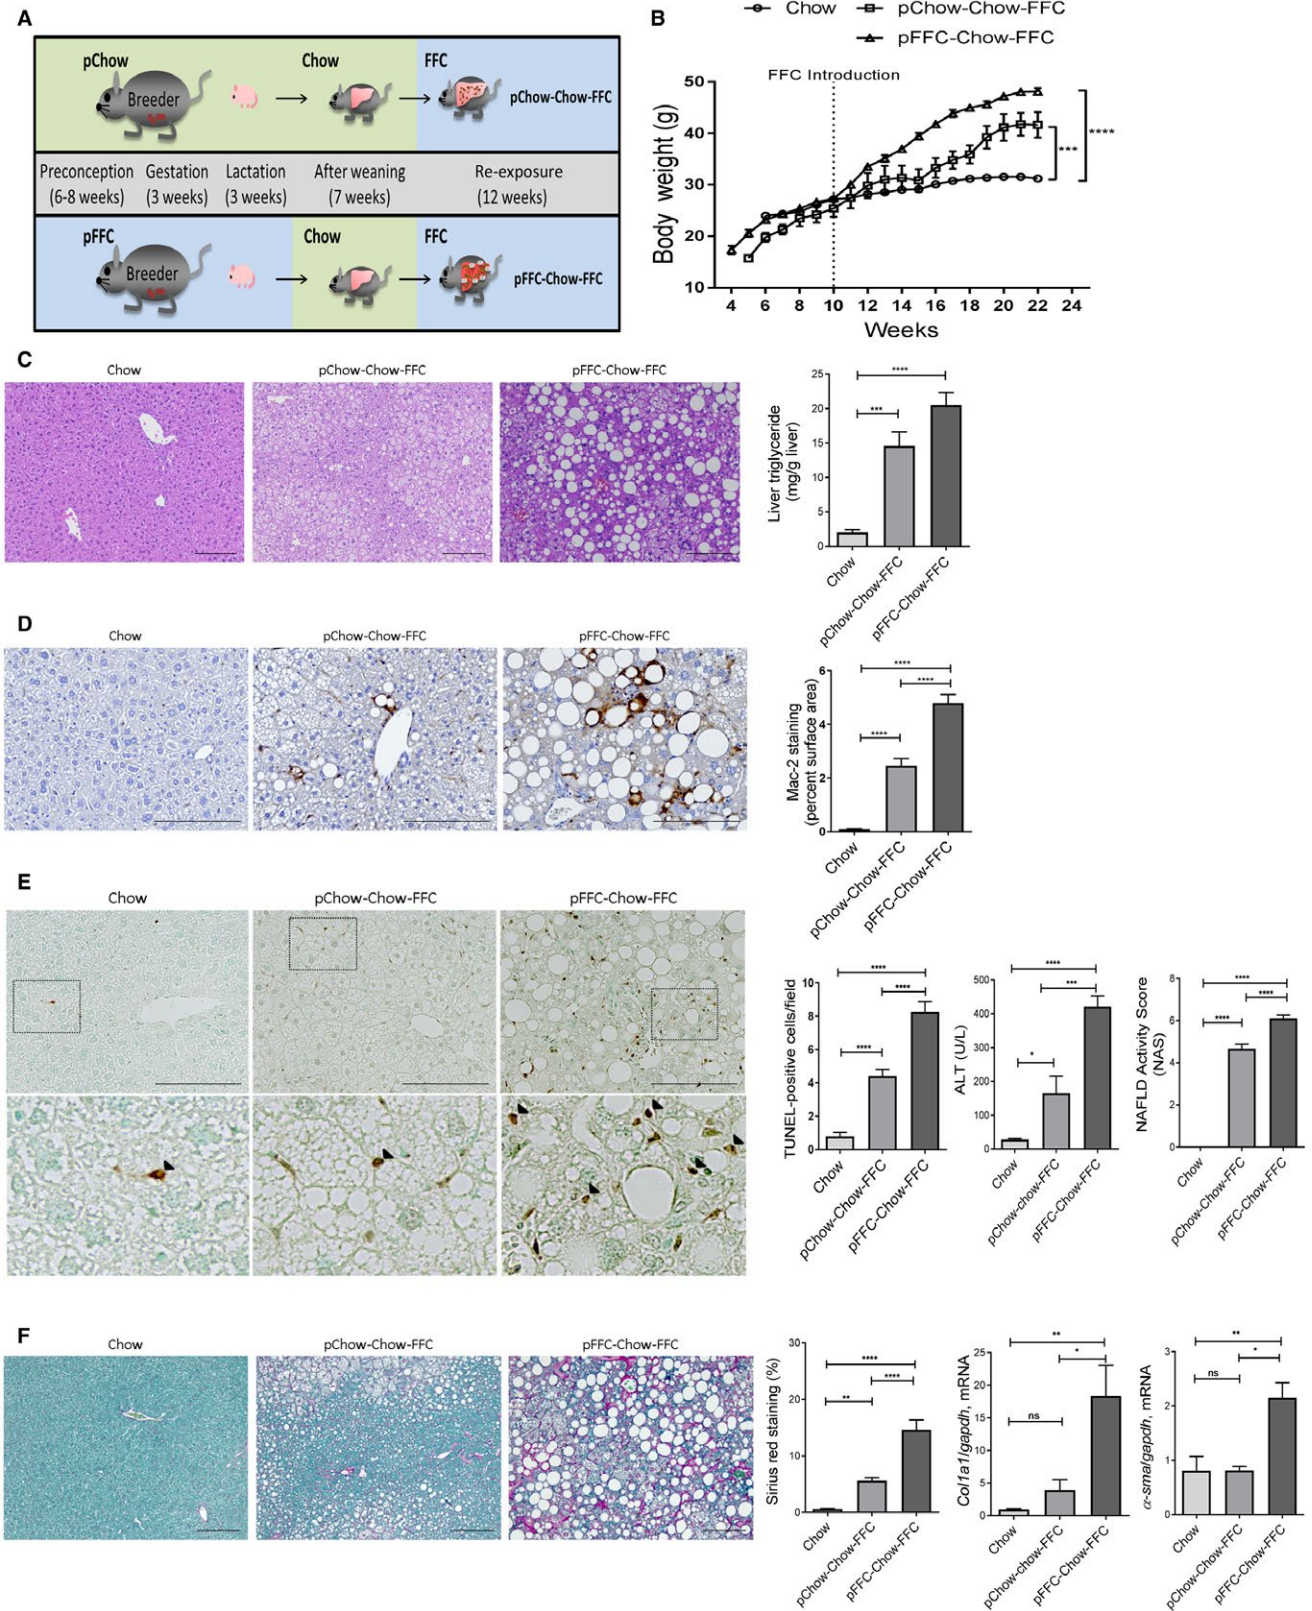 A
pChow
Chow
FFC
Breeder
pChow-Chow-FFC
Preconception Gestation Lactation After weaning Re-exposure
(6-8 weeks) (3 weeks) (3 weeks) (7 weeks) (12 weeks)
pFFC
Chow
FFC
Breeder
pFFC-Chow-FFC
B
Chow pChow-Chow-FFC
pFFC-Chow-FFC
FFC Introduction
Body weight (g)
50
40
30
20
10
4 6 8 10 12 14 16 18 20 22 24
Weeks
***
****
C
Chow pChow-Chow-FFC pFFC-Chow-FFC
Liver triglyceride
(mg/g liver)
25
20
15
10
5
0
****
***
Chow
pChow-Chow-FFC
pFFC-Chow-FFC
D
Chow pChow-Chow-FFC pFFC-Chow-FFC
Mac-2 staining
(percent surface area)
6
4
2
0
****
****
****
Chow
pChow-Chow-FFC
pFFC-Chow-FFC
E
Chow pChow-Chow-FFC pFFC-Chow-FFC
TUNEL-positive cells/field
10
8
6
4
2
0
****
****
****
Chow
pChow-Chow-FFC
pFFC-Chow-FFC
ALT (U/L)
500
400
300
200
100
0
****
***
*
Chow
pChow-chow-FFC
pFFC-Chow-FFC
NAFLD Activity Score
(NAS)
8
6
4
2
0
****
****
****
Chow
pChow-Chow-FFC
pFFC-Chow-FFC
F
Chow pChow-Chow-FFC pFFC-Chow-FFC
Sirius red staining (%)
30
20
10
0
****
****
**
Chow
pChow-Chow-FFC
pFFC-Chow-FFC
Col1a1/gapdh, mRNA
25
20
15
10
5
0
**
*
ns
Chow
pChow-chow-FFC
pFFC-Chow-FFC
α-sma/gapdh, mRNA
3
2
1
0
**
*
ns
Chow
pChow-Chow-FFC
pFFC-Chow-FFC